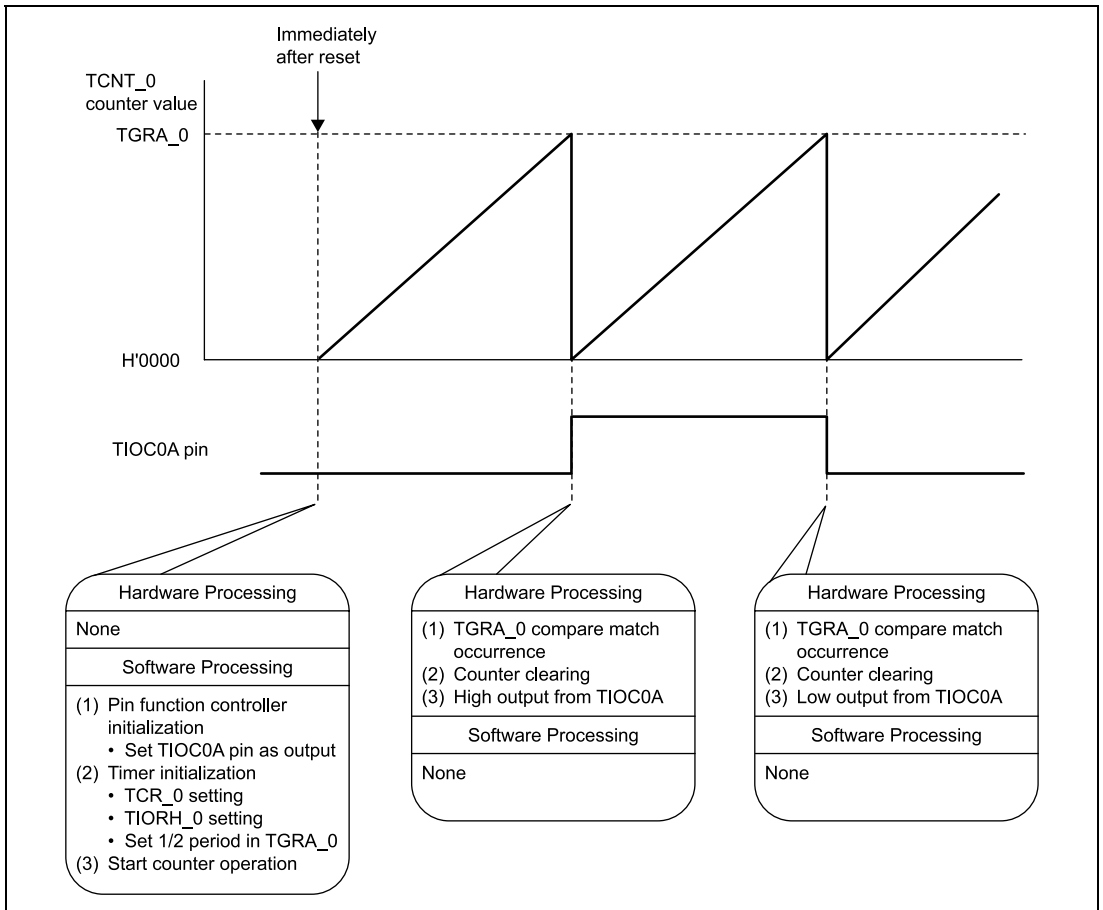 Immediately
after reset
TCNT_0
counter value
TGRA_0
H'0000
TIOC0A pin
Hardware Processing
None
Software Processing
(1) Pin function controller
initialization
• Set TIOC0A pin as output
(2) Timer initialization
• TCR_0 setting
• TIORH_0 setting
• Set 1/2 period in TGRA_0
(3) Start counter operation
Hardware Processing
(1) TGRA_0 compare match
occurrence
(2) Counter clearing
(3) High output from TIOC0A
Software Processing
None
Hardware Processing
(1) TGRA_0 compare match
occurrence
(2) Counter clearing
(3) Low output from TIOC0A
Software Processing
None